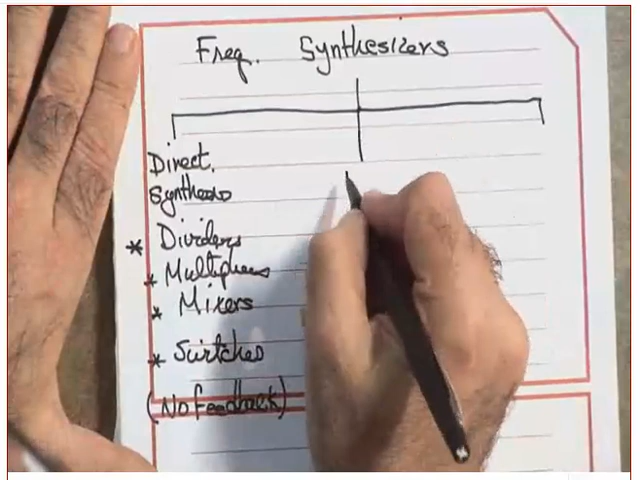 Freq. Synthesizers
Direct.
Synthesis
* Dividers
* Multipliers
* Mixers
* Switches
(No feedback)